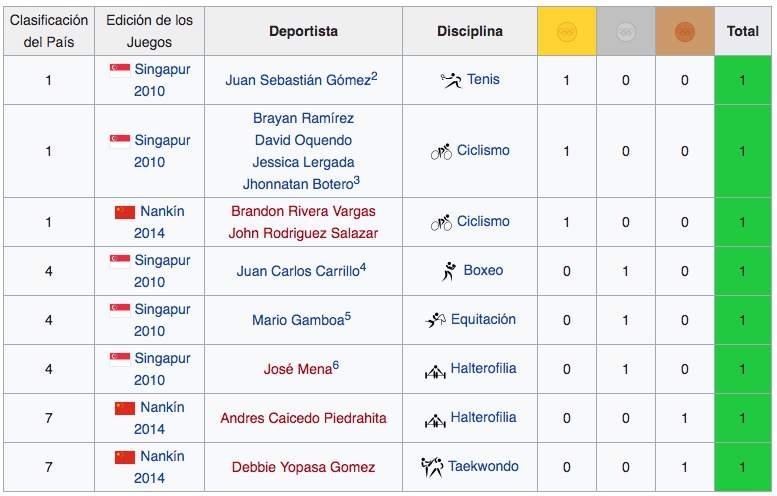 Clasificación del País | Edición de los Juegos | Deportista | Disciplina | Total
1 | Singapur 2010 | Juan Sebastián Gómez2 | Tenis | 1 | 0 | 0 | 1
1 | Singapur 2010 | Brayan Ramírez
David Oquendo
Jessica Lergada
Jhonnatan Botero3 | Ciclismo | 1 | 0 | 0 | 1
1 | Nankín 2014 | Brandon Rivera Vargas
John Rodriguez Salazar | Ciclismo | 1 | 0 | 0 | 1
4 | Singapur 2010 | Juan Carlos Carrillo4 | Boxeo | 0 | 1 | 0 | 1
4 | Singapur 2010 | Mario Gamboa5 | Equitación | 0 | 1 | 0 | 1
4 | Singapur 2010 | José Mena6 | Halterofilia | 0 | 1 | 0 | 1
7 | Nankín 2014 | Andres Caicedo Piedrahita | Halterofilia | 0 | 0 | 1 | 1
7 | Nankín 2014 | Debbie Yopasa Gomez | Taekwondo | 0 | 0 | 1 | 1